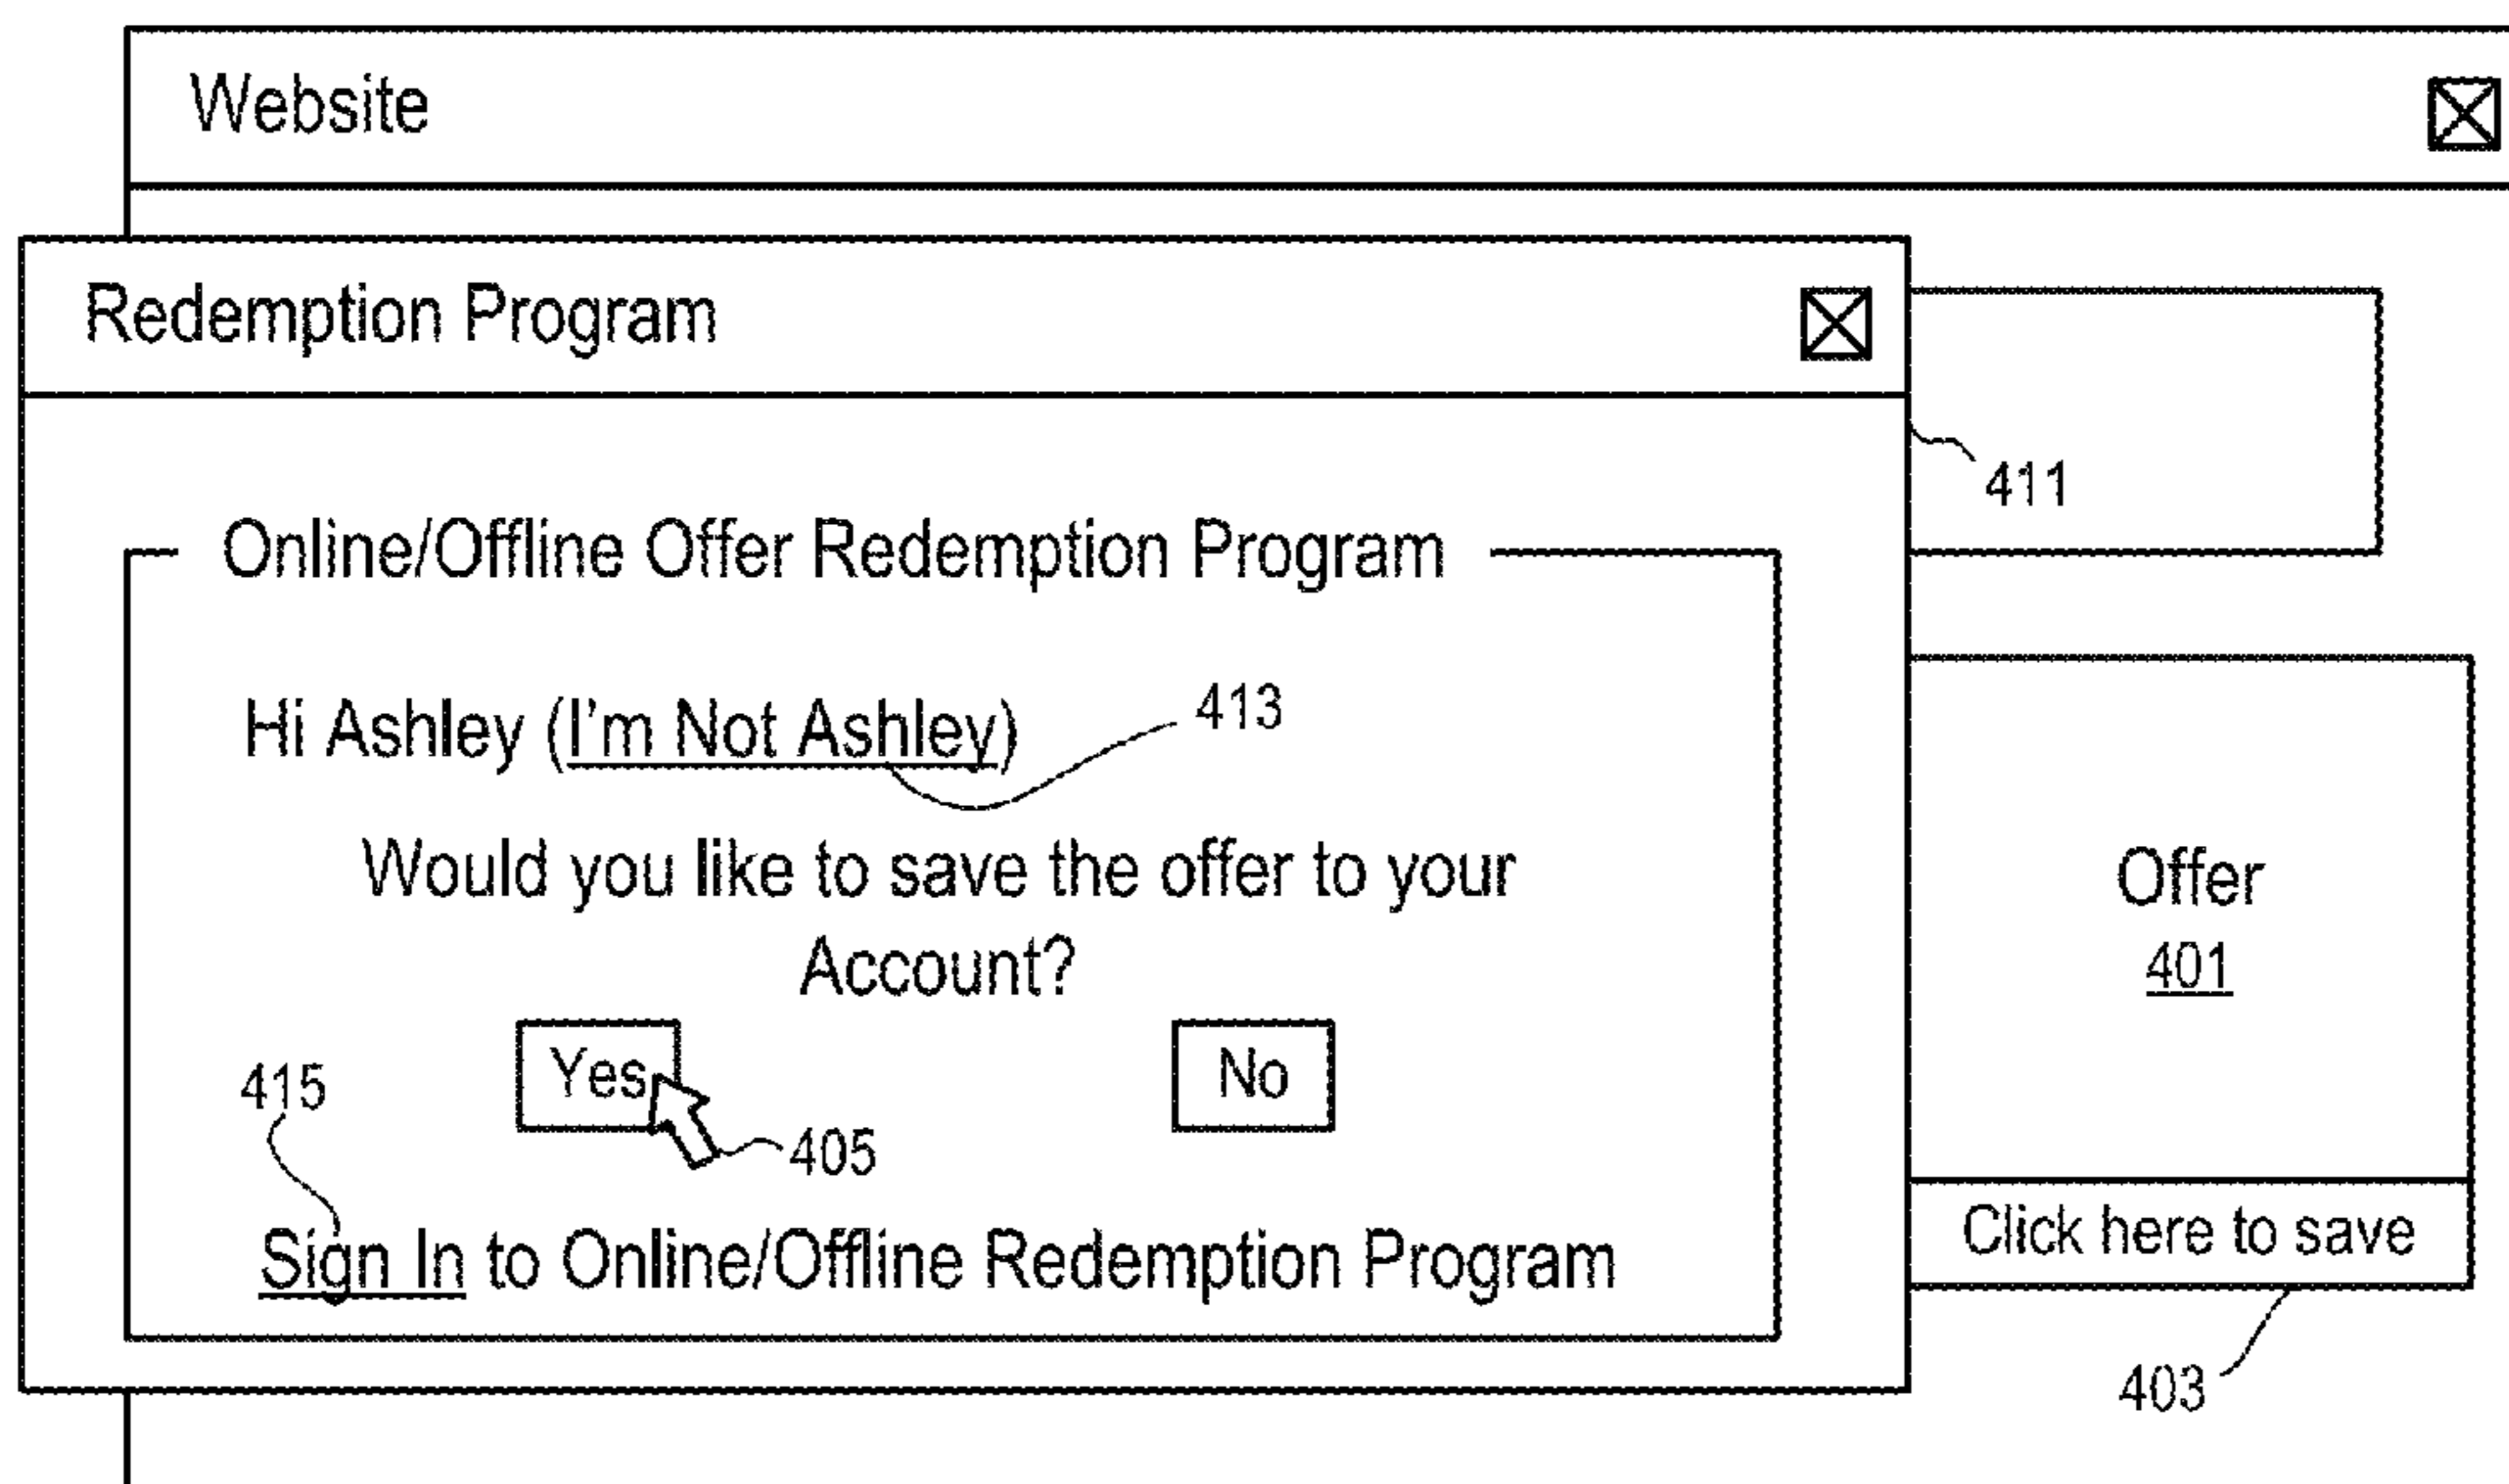 Website
Redemption Program
411
Online/Offline Offer Redemption Program
Hi Ashley (I'm Not Ashley)
413
Would you like to save the offer to your
Account?
Offer
401
Yes
No
415
405
Sign In to Online/Offline Redemption Program
Click here to save
403